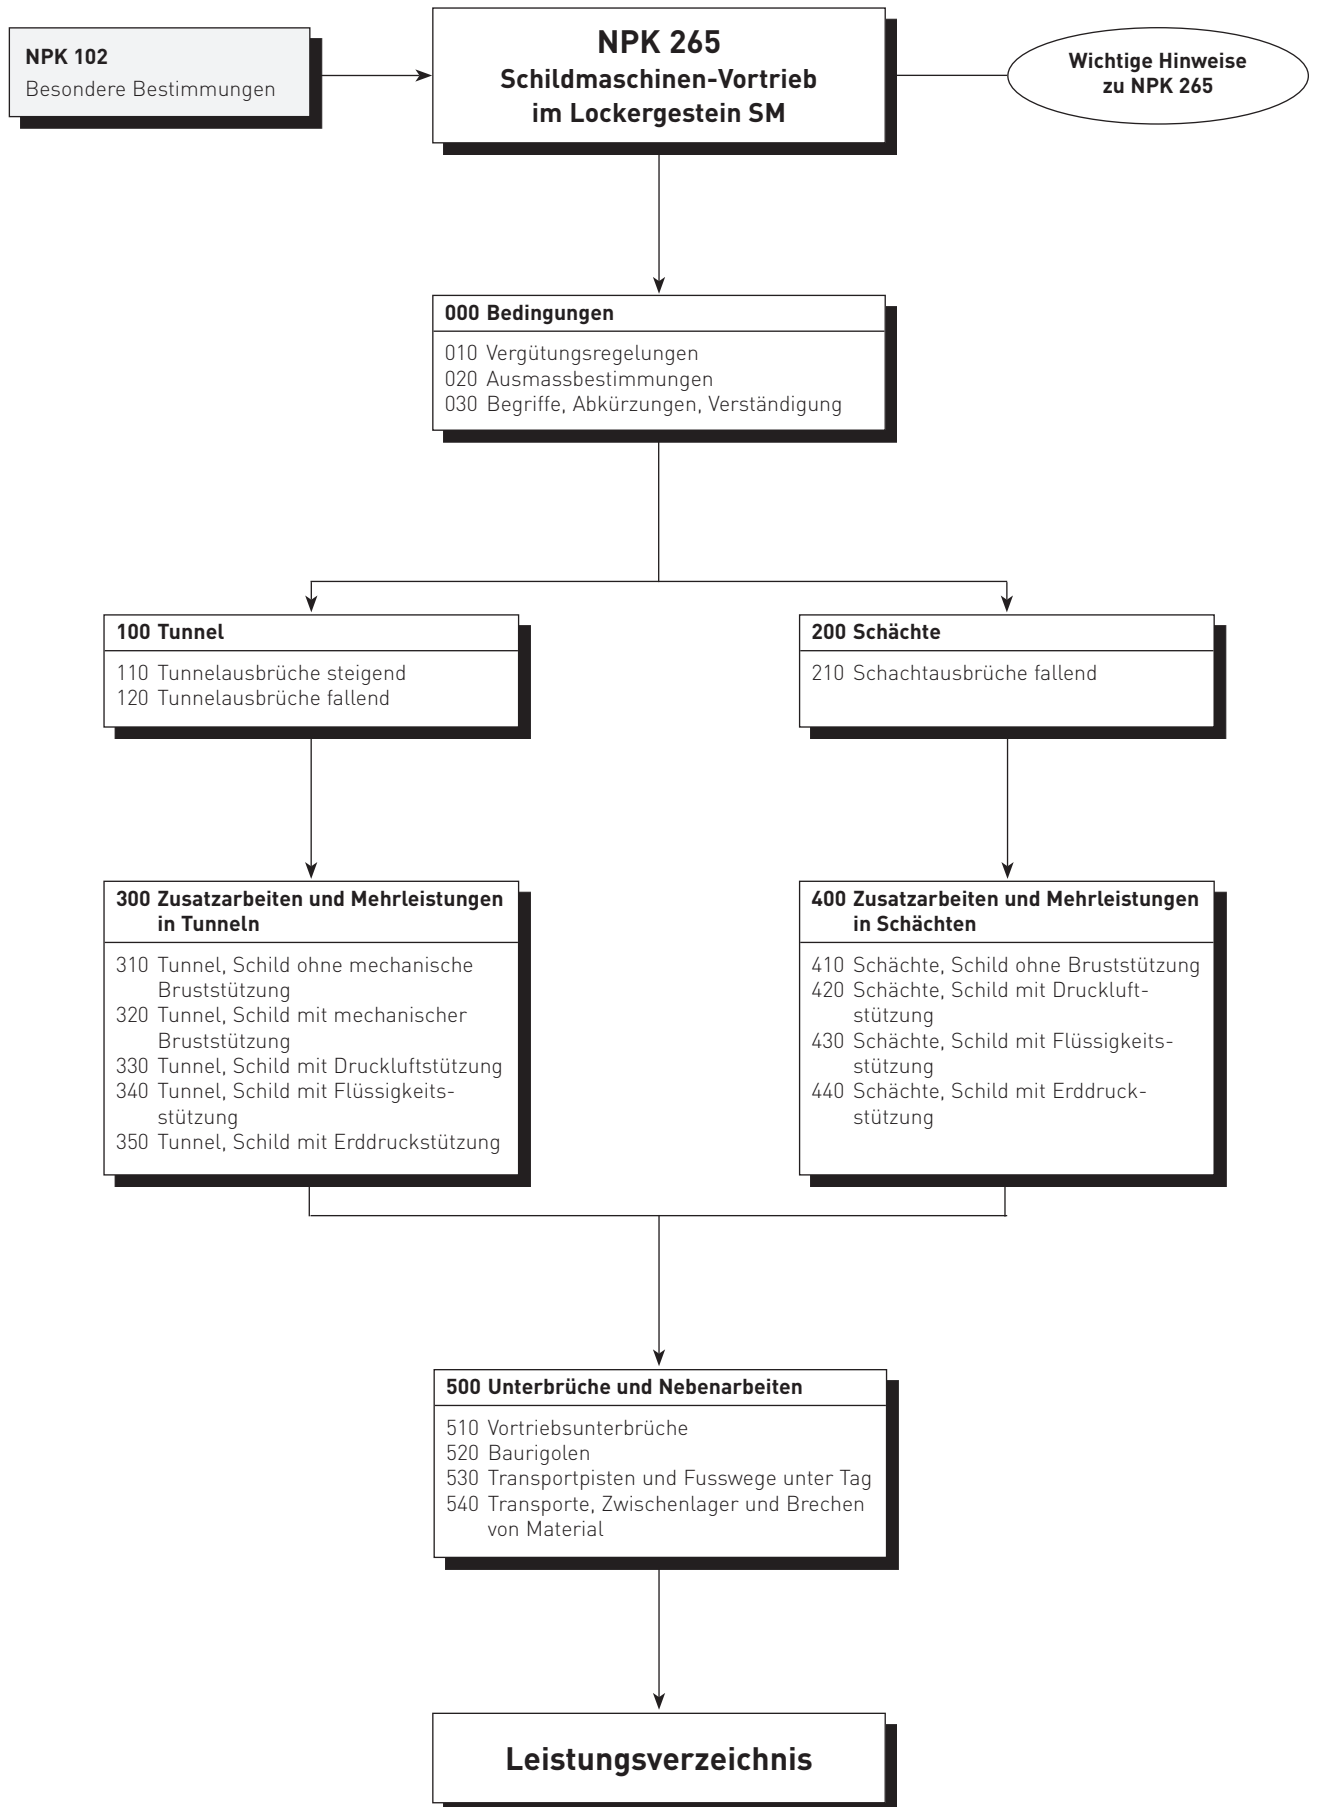 NPK 102
Besondere Bestimmungen
NPK 265
Schildmaschinen-Vortrieb
im Lockergestein SM
Wichtige Hinweise
zu NPK 265
000 Bedingungen
010 Vergütungsregelungen
020 Ausmassbestimmungen
030 Begriffe, Abkürzungen, Verständigung
100 Tunnel
110 Tunnelausbrüche steigend
120 Tunnelausbrüche fallend
200 Schächte
210 Schachtausbrüche fallend
300 Zusatzarbeiten und Mehrleistungen
in Tunneln
310 Tunnel, Schild ohne mechanische
Bruststützung
320 Tunnel, Schild mit mechanischer
Bruststützung
330 Tunnel, Schild mit Druckluftstützung
340 Tunnel, Schild mit Flüssigkeits-
stützung
350 Tunnel, Schild mit Erddruckstützung
400 Zusatzarbeiten und Mehrleistungen
in Schächten
410 Schächte, Schild ohne Bruststützung
420 Schächte, Schild mit Druckluft-
stützung
430 Schächte, Schild mit Flüssigkeits-
stützung
440 Schächte, Schild mit Erddruck-
stützung
500 Unterbrüche und Nebenarbeiten
510 Vortriebsunterbrüche
520 Baurigolen
530 Transportpisten und Fusswege unter Tag
540 Transporte, Zwischenlager und Brechen
von Material
Leistungsverzeichnis